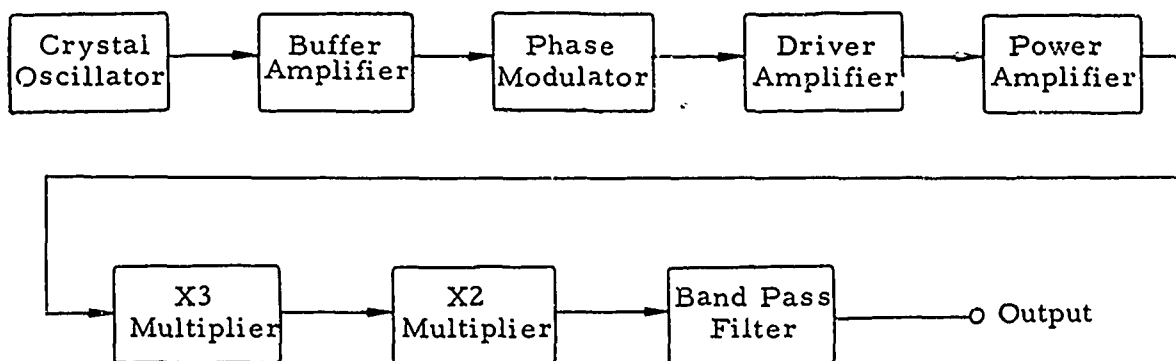 Crystal
Oscillator
Buffer
Amplifier
Phase
Modulator
Driver
Amplifier
Power
Amplifier
X3
Multiplier
X2
Multiplier
Band Pass
Filter
Output